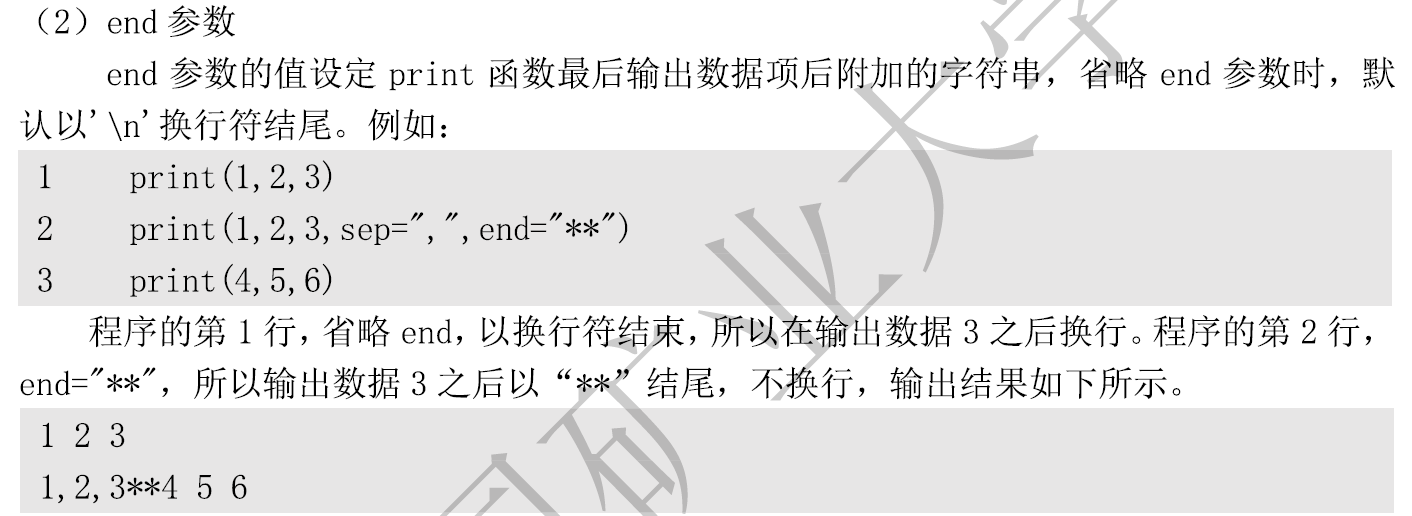 （2）end 参数
end 参数的值设定 print 函数最后输出数据项后附加的字符串，省略 end 参数时，默
认以'\n'换行符结尾。例如：
1 print(1,2,3)
2 print(1,2,3,sep=",",end="**")
3 print(4,5,6)
程序的第 1 行，省略 end，以换行符结束，所以在输出数据 3 之后换行。程序的第 2 行，
end="**"，所以输出数据 3 之后以“**”结尾，不换行，输出结果如下所示。
1 2 3
1,2,3**4 5 6
国矿业大学